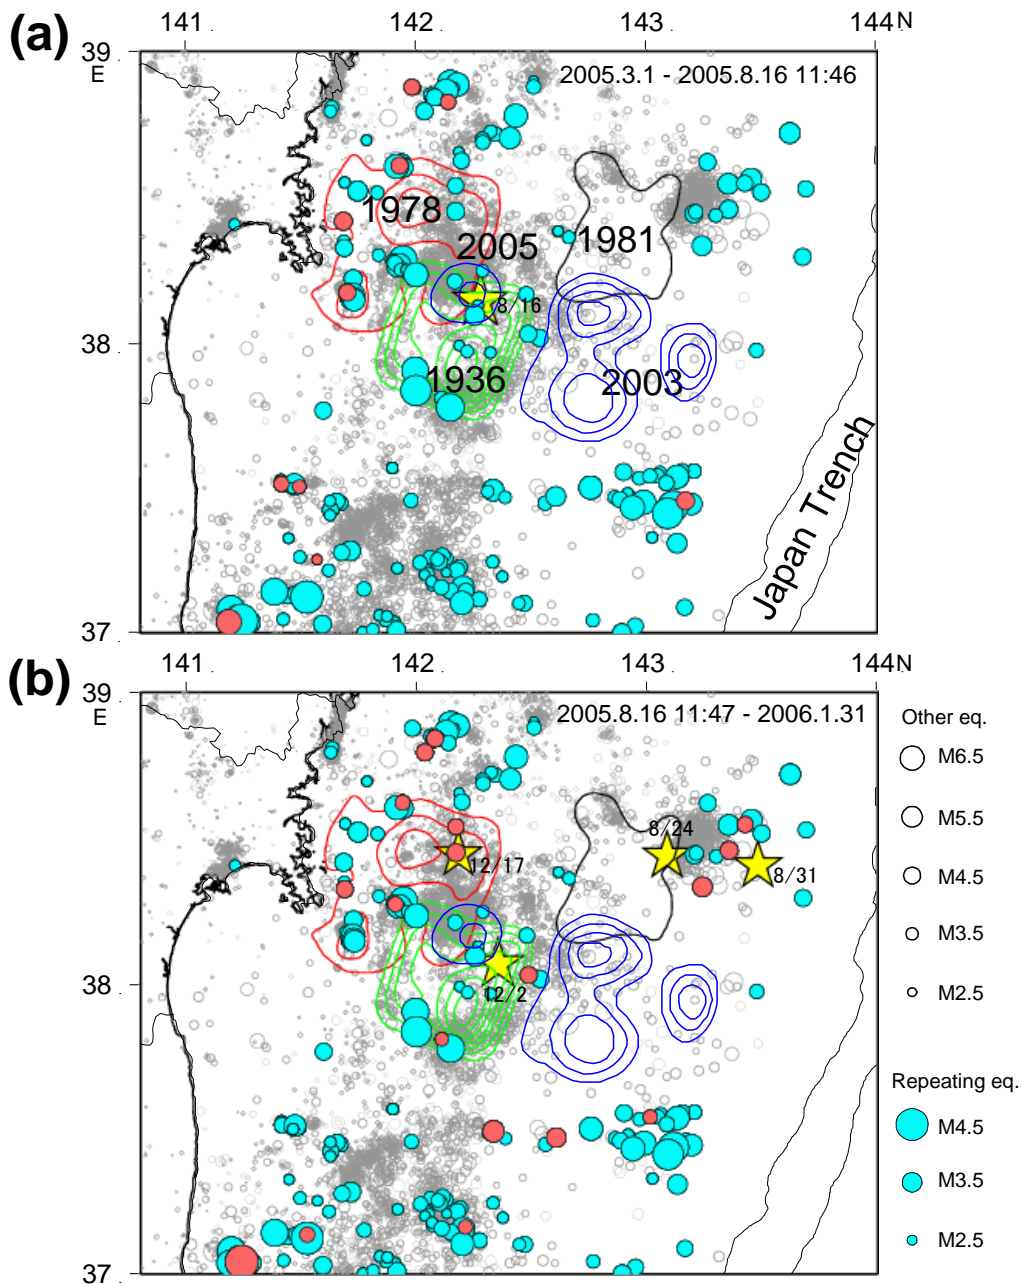 (a)
141 142 143 144N
39
E
2005.3.1 - 2005.8.16 11:46
1978
2005
1981
8/16
38
1936
2003
Japan Trench
37
(b)
141 142 143 144N
39
E
2005.8.16 11:47 - 2006.1.31
8/24
12/17
8/31
38
12/2
37
Other eq.
M6.5
M5.5
M4.5
M3.5
M2.5
Repeating eq.
M4.5
M3.5
M2.5